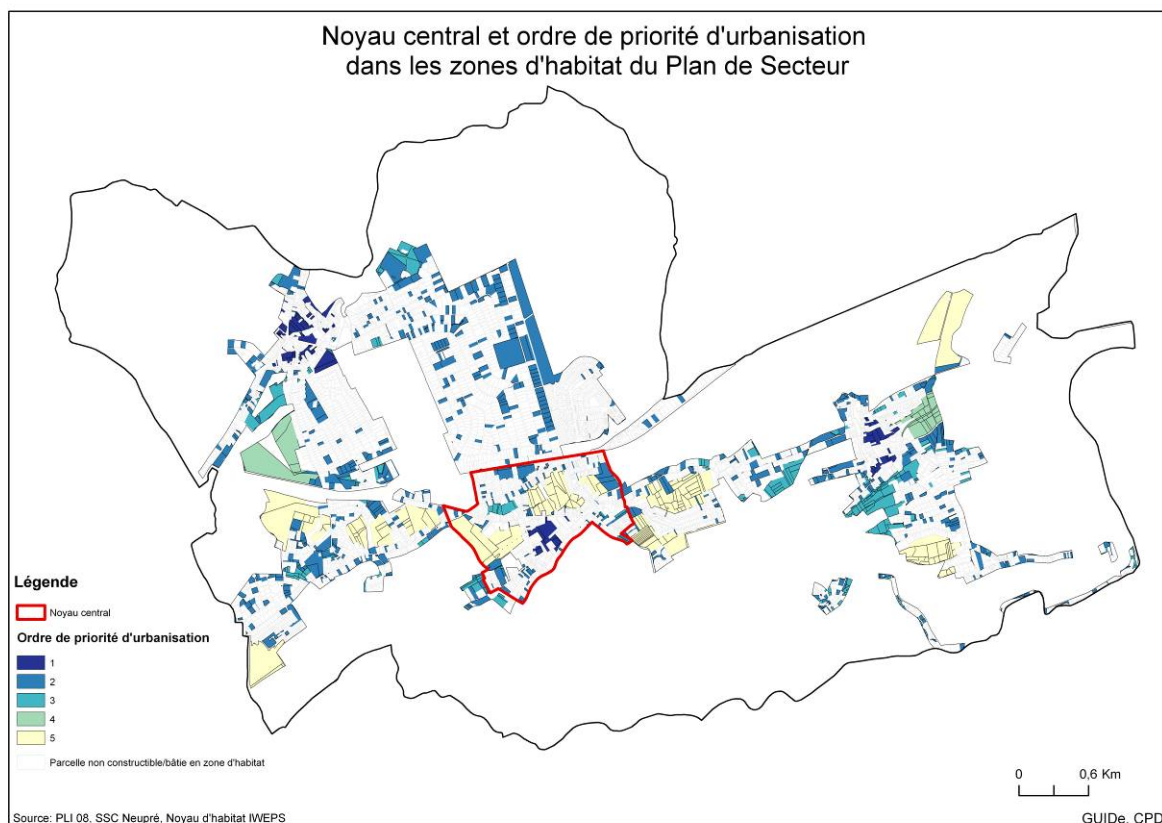 Noyau central et ordre de priorité d'urbanisation
dans les zones d'habitat du Plan de Secteur
Légende
Noyau central
Ordre de priorité d'urbanisation
1
2
3
4
5
Parcelle non constructible/bâtie en zone d'habitat
0 0,6 Km
Source: PLI 08, SSC Neupré, Noyau d'habitat IWEPS
GUIDe, CPD